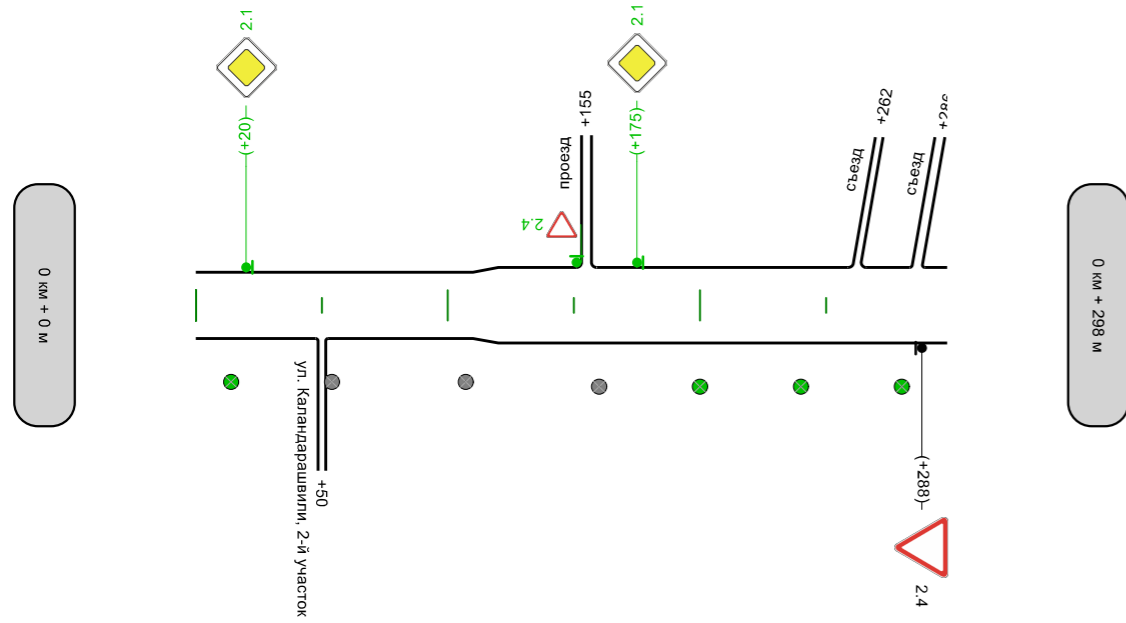 2.1
(+20)
2.1
(+175)
+155
проезд
2.4
+262
съезд
съезд
0 км + 0 м
0 км + 298 м
ул. Каландарашвили, 2-й участок
+50
(+288)
2.4